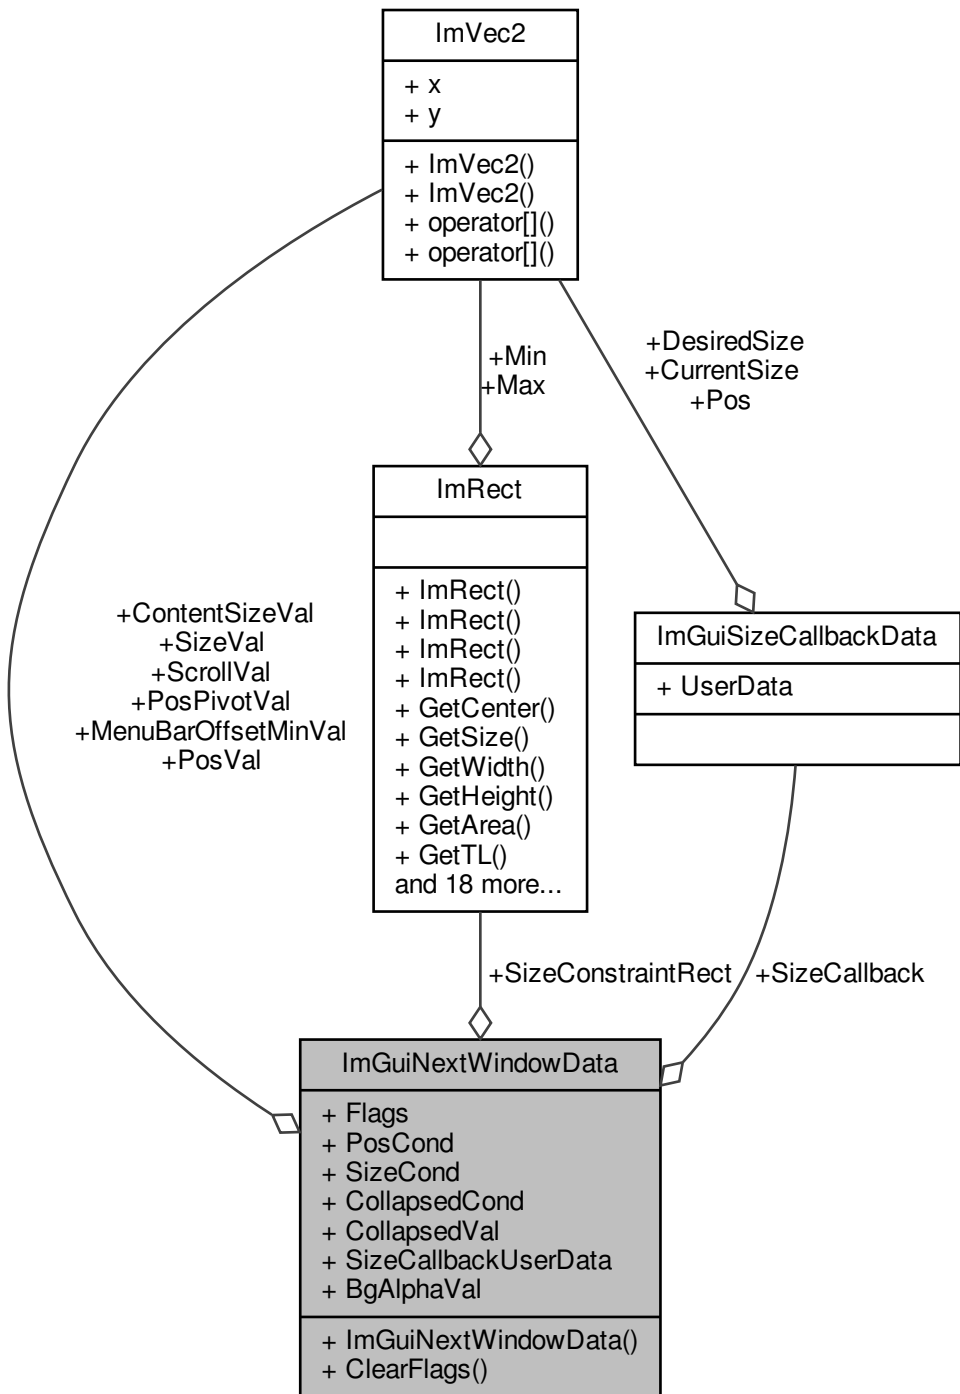 ImVec2
+ x
+ y
+ ImVec2()
+ ImVec2()
+ operator[]()
+ operator[]()
+Min
+Max
+DesiredSize
+CurrentSize
+Pos
ImRect
+ ImRect()
+ ImRect()
+ ImRect()
+ ImRect()
+ GetCenter()
+ GetSize()
+ GetWidth()
+ GetHeight()
+ GetArea()
+ GetTL()
and 18 more...
+ContentSizeVal
+SizeVal
+ScrollVal
+PosPivotVal
+MenuBarOffsetMinVal
+PosVal
ImGuiSizeCallbackData
+ UserData
+SizeConstraintRect
+SizeCallback
ImGuiNextWindowData
+ Flags
+ PosCond
+ SizeCond
+ CollapsedCond
+ CollapsedVal
+ SizeCallbackUserData
+ BgAlphaVal
+ ImGuiNextWindowData()
+ ClearFlags()